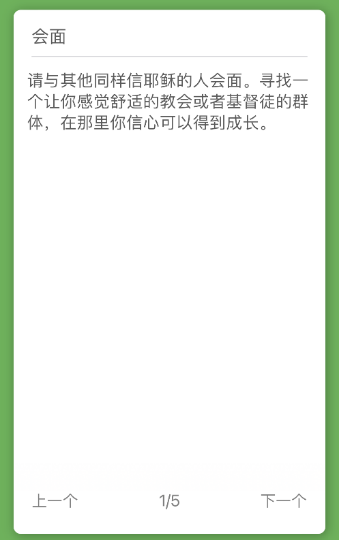 会面
请与其他同样信耶稣的人会面。寻找一
个让你感觉舒适的教会或者基督徒的群
体，在那里你信心可以得到成长。
上一个
1/5
下一个